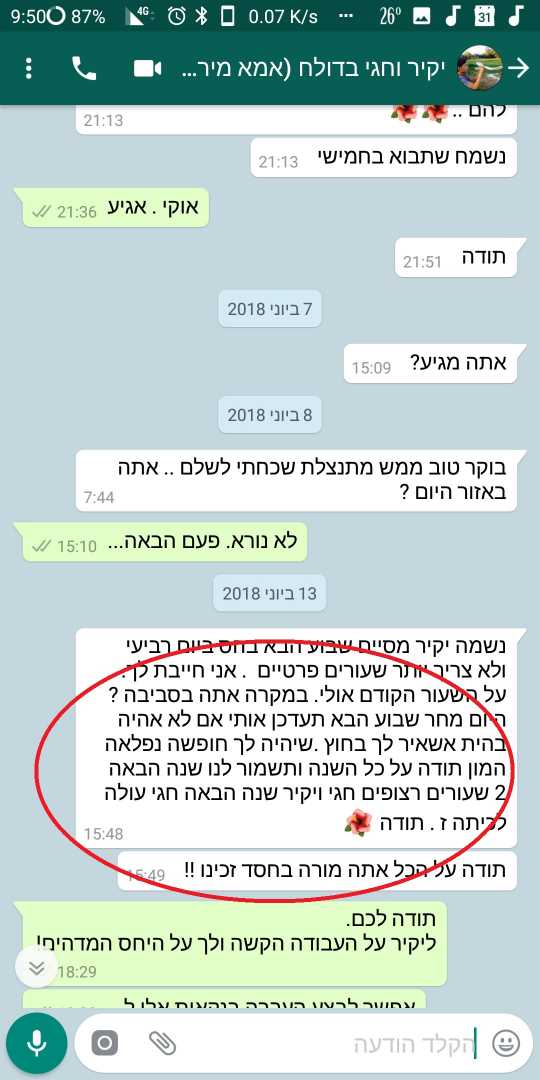 9:50 87% 4G 0.07 K/s ... 26° 31
יקיר וחגי בדולח (אמא מיר...
להם ..
21:13
נשמח שתבוא בחמישי 21:13
אוקי . אגיע 21:36
תודה 21:51
7 ביוני 2018
אתה מגיע? 15:09
8 ביוני 2018
בוקר טוב ממש מתנצלת שכחתי לשלם .. אתה
באזור היום ?
7:44
לא נורא. פעם הבאה... 15:10
13 ביוני 2018
נשמה יקיר מסיים שבוע הבא בחס ביום רביעי
ולא צריך יותר שעורים פרטיים . אני חייבת לך.
על השעור הקודם אולי. במקרה אתה בסביבה ?
היום מחר שבוע הבא תעדכן אותי אם לא אהיה
בהית אשאיר לך בחוץ .שיהיה לך חופשה נפלאה
המון תודה על כל השנה ותשמור לנו שנה הבאה
2 שעורים רצופים חגי ויקיר שנה הבאה חגי עולה
לכיתה ז . תודה
15:48
תודה על הכל אתה מורה בחסד זכינו !! 15:49
תודה לכם.
ליקיר על העבודה הקשה ולך על היחס המדהים!
18:29
אפשר לבצע העברה בנקאית אלי ל
הקלד הודעה